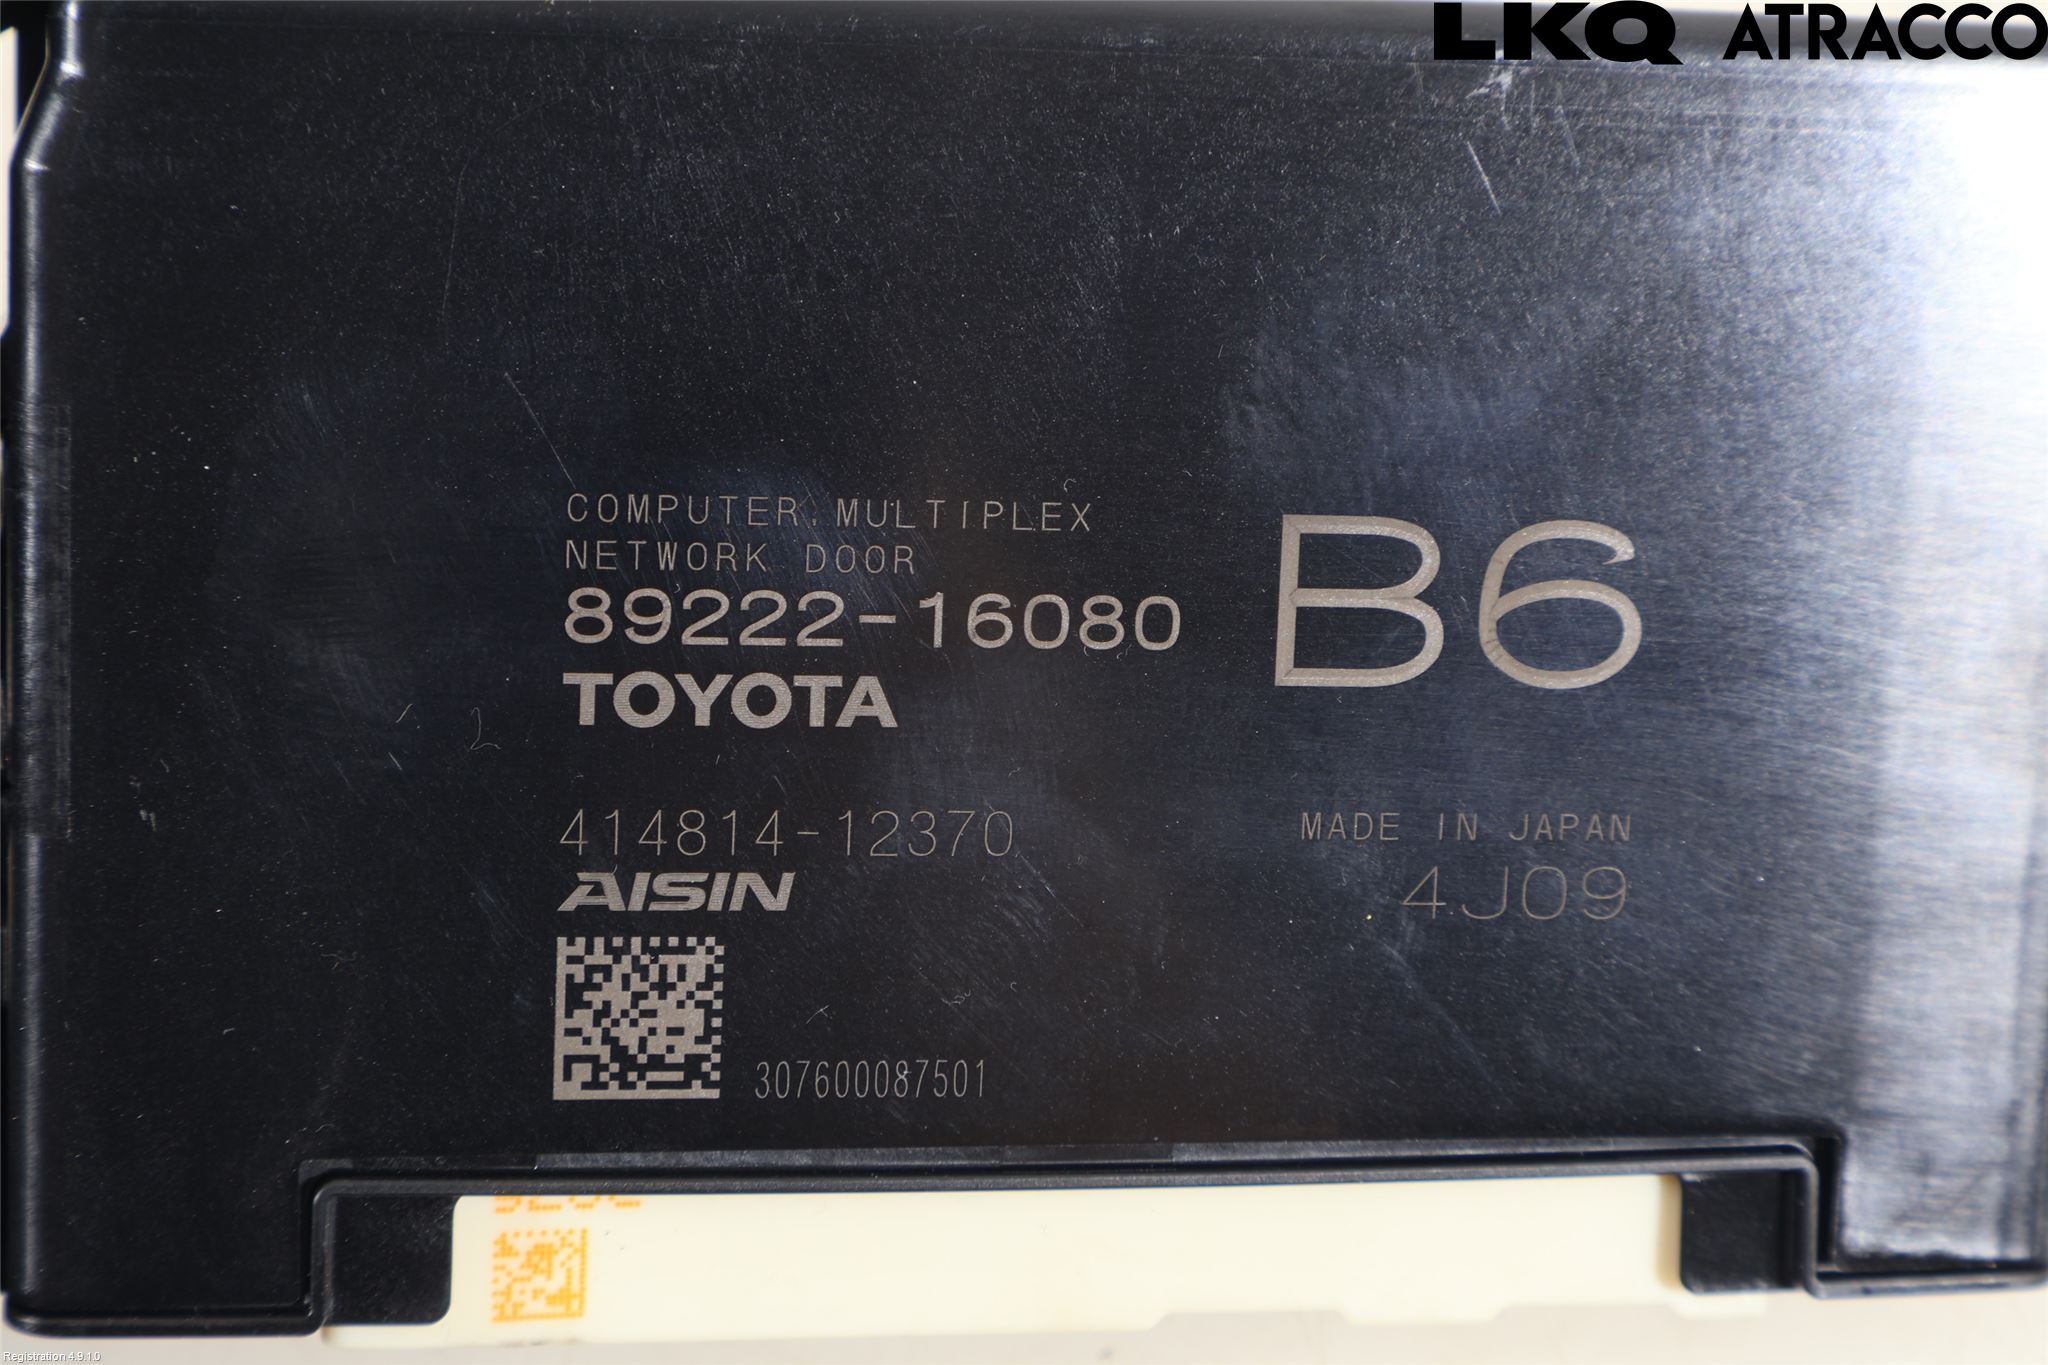 LKQ ATRACCO
COMPUTER, MULTIPLEX
NETWORK DOOR
89222-16080
TOYOTA
B6
414814-12370
AISIN
MADE IN JAPAN
4J09
307600087501
Registration 4.9.1.0